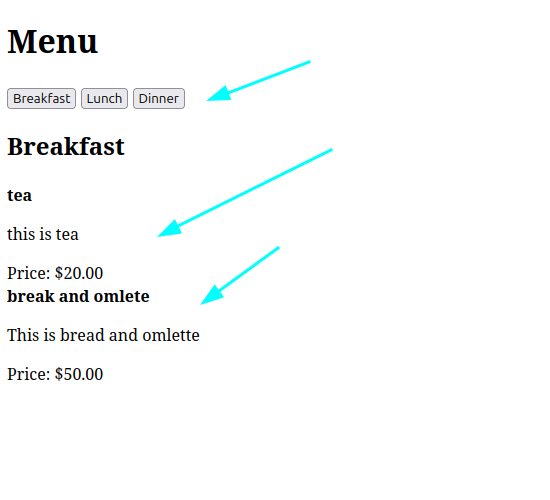 Menu
Breakfast Lunch Dinner
Breakfast
tea
this is tea
Price: $20.00
break and omlete
This is bread and omlette
Price: $50.00